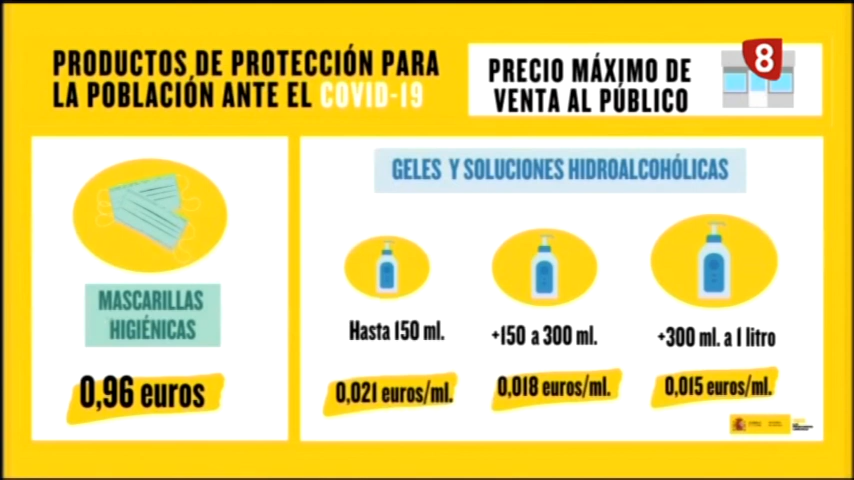 PRODUCTOS DE PROTECCIÓN PARA
LA POBLACIÓN ANTE EL COVID-19
PRECIO MÁXIMO DE
VENTA AL PÚBLICO
8
MASCARILLAS
HIGIÉNICAS
0,96 euros
GELES Y SOLUCIONES HIDROALCOHÓLICAS
Hasta 150 ml.
+150 a 300 ml.
+300 ml. a 1 litro
0,021 euros/ml.
0,018 euros/ml.
0,015 euros/ml.